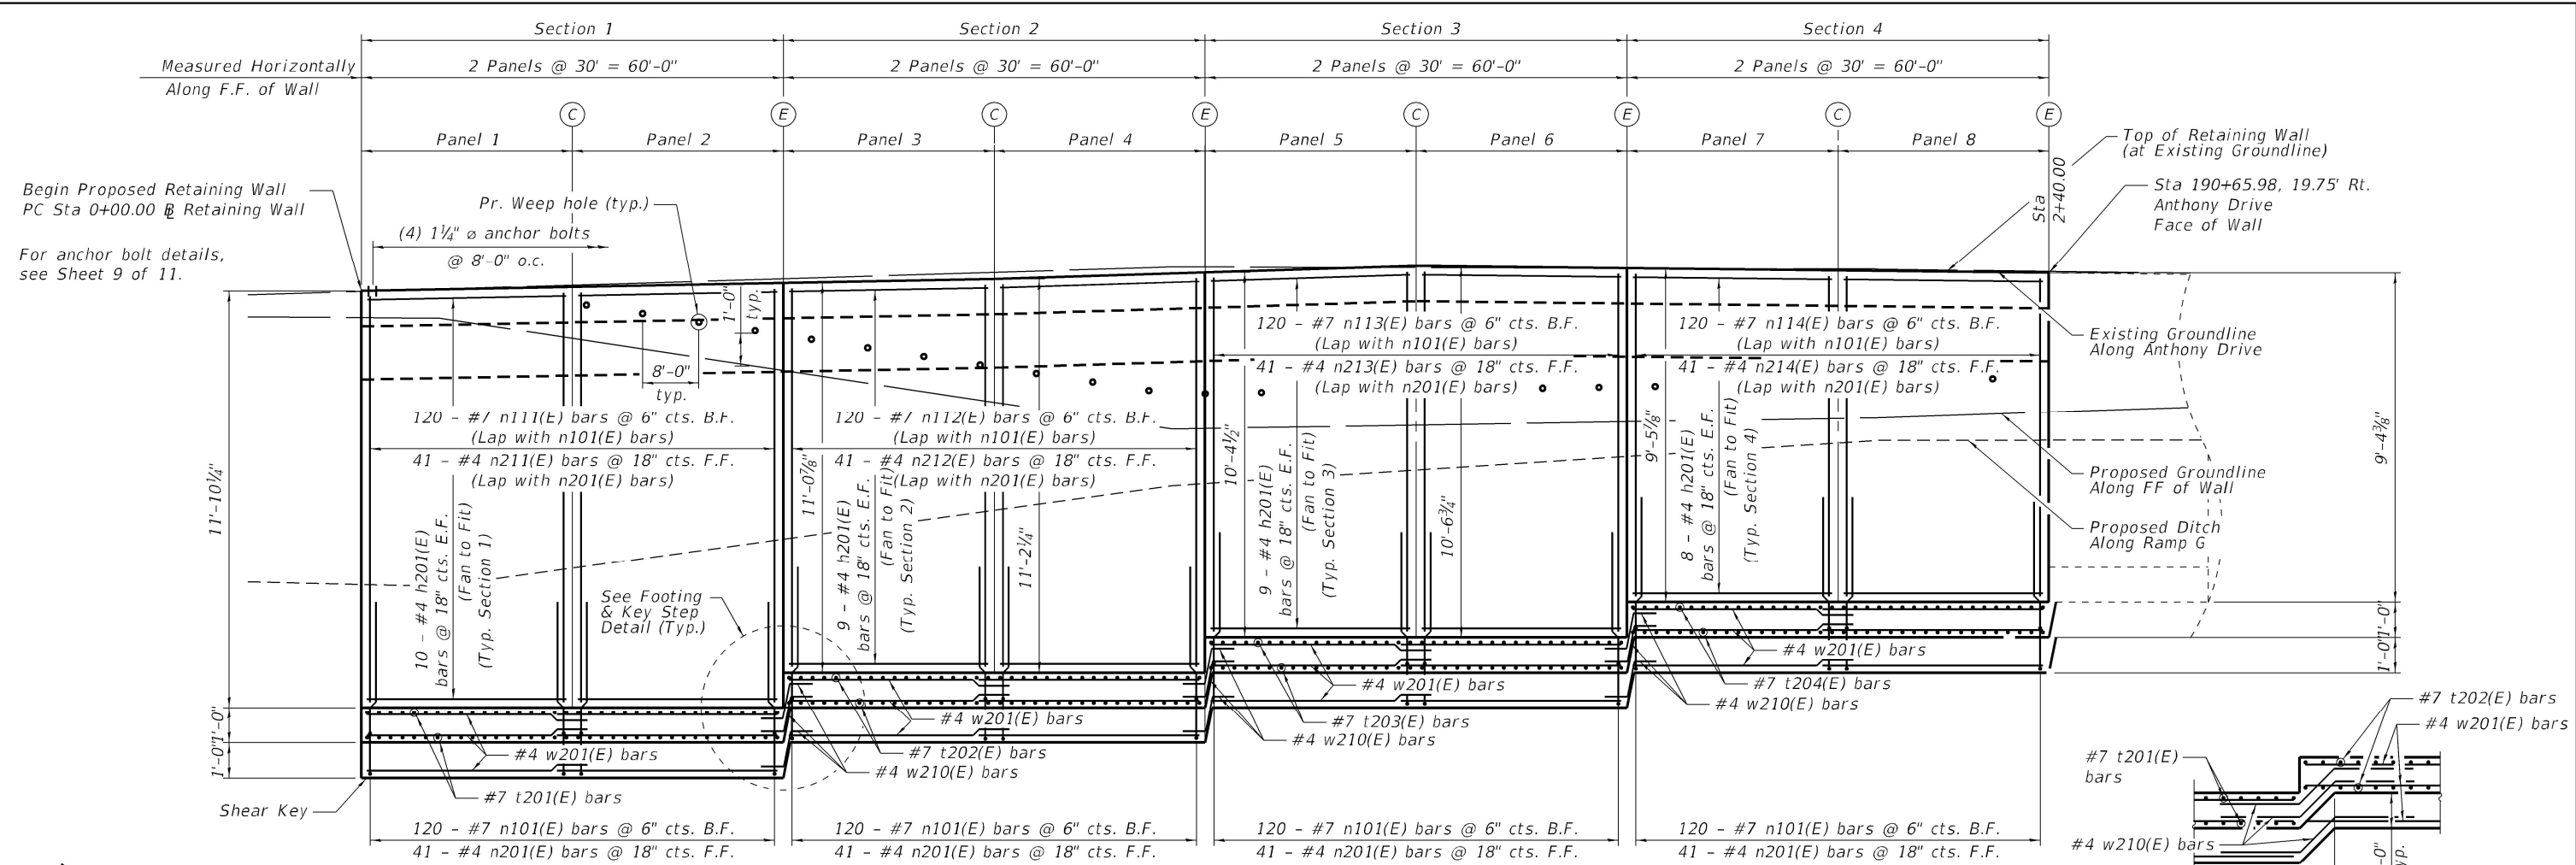 Section 1
Section 2
Section 3
Section 4
Measured Horizontally
Along F.F. of Wall
2 Panels @ 30' = 60'-0"
2 Panels @ 30' = 60'-0"
2 Panels @ 30' = 60'-0"
2 Panels @ 30' = 60'-0"
C
E
C
E
C
E
C
E
Panel 1
Panel 2
Panel 3
Panel 4
Panel 5
Panel 6
Panel 7
Panel 8
Top of Retaining Wall
(at Existing Groundline)
Sta
2+40.00
Sta 190+65.98, 19.75' Rt.
Anthony Drive
Face of Wall
Begin Proposed Retaining Wall
PC Sta 0+00.00 ℄ Retaining Wall
Pr. Weep hole (typ.)
(4) 1¼" ø anchor bolts
@ 8'-0" o.c.
For anchor bolt details,
see Sheet 9 of 11.
1'-0"
typ.
8'-0"
typ.
120 - #7 n111(E) bars @ 6" cts. B.F.
(Lap with n101(E) bars)
41 - #4 n211(E) bars @ 18" cts. F.F.
(Lap with n201(E) bars)
120 - #7 n112(E) bars @ 6" cts. B.F.
(Lap with n101(E) bars)
41 - #4 n212(E) bars @ 18" cts. F.F.
(Lap with n201(E) bars)
120 - #7 n113(E) bars @ 6" cts. B.F.
(Lap with n101(E) bars)
41 - #4 n213(E) bars @ 18" cts. F.F.
(Lap with n201(E) bars)
120 - #7 n114(E) bars @ 6" cts. B.F.
(Lap with n101(E) bars)
41 - #4 n214(E) bars @ 18" cts. F.F.
(Lap with n201(E) bars)
Existing Groundline
Along Anthony Drive
Proposed Groundline
Along FF of Wall
Proposed Ditch
Along Ramp G
11'-10¼"
10 - #4 h201(E)
bars @ 18" cts. E.F.
(Fan to Fit)
(Typ. Section 1)
11'-0⅞"
9 - #4 h201(E)
bars @ 18" cts. E.F.
(Fan to Fit)
(Typ. Section 2)
11'-2¼"
10'-4½"
9 - #4 h201(E)
bars @ 18" cts. E.F.
(Fan to Fit)
(Typ. Section 3)
10'-6¾"
9'-5⅞"
8 - #4 h201(E)
bars @ 18" cts. E.F.
(Fan to Fit)
(Typ. Section 4)
9'-4⅜"
See Footing
& Key Step
Detail (Typ.)
1'-0"
1'-0"
1'-0"
1'-0"
#4 w201(E) bars
#7 t201(E) bars
#4 w201(E) bars
#7 t202(E) bars
#4 w210(E) bars
#4 w201(E) bars
#7 t203(E) bars
#4 w210(E) bars
#4 w201(E) bars
#7 t204(E) bars
#4 w210(E) bars
Shear Key
120 - #7 n101(E) bars @ 6" cts. B.F.
41 - #4 n201(E) bars @ 18" cts. F.F.
120 - #7 n101(E) bars @ 6" cts. B.F.
41 - #4 n201(E) bars @ 18" cts. F.F.
120 - #7 n101(E) bars @ 6" cts. B.F.
41 - #4 n201(E) bars @ 18" cts. F.F.
120 - #7 n101(E) bars @ 6" cts. B.F.
41 - #4 n201(E) bars @ 18" cts. F.F.
#7 t202(E) bars
#4 w201(E) bars
#7 t201(E)
bars
#4 w210(E) bars